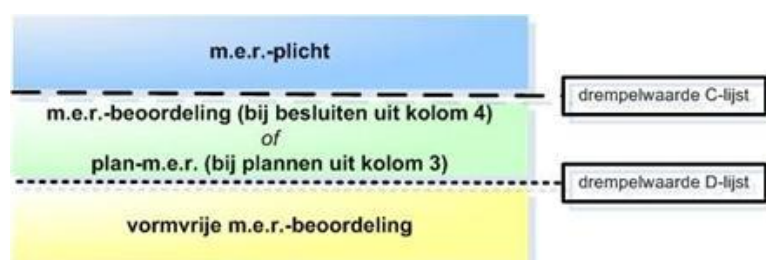 m.e.r.-plicht
drempelwaarde C-lijst
m.e.r.-beoordeling (bij besluiten uit kolom 4)
of
plan-m.e.r. (bij plannen uit kolom 3)
drempelwaarde D-lijst
vormvrije m.e.r.-beoordeling